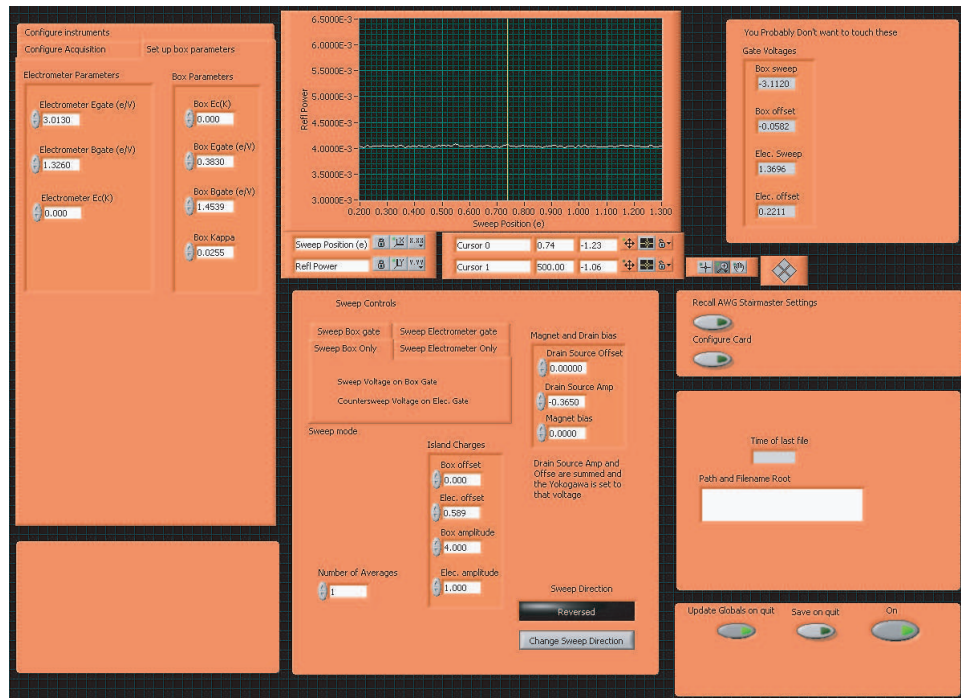 Configure instruments
Configure Acquisition
Set up box parameters
Electrometer Parameters
Electrometer Egate (e/V)
3.0130
Electrometer Bgate (e/V)
1.3260
Electrometer Ec(K)
0.000
Box Parameters
Box Ec(K)
0.000
Box Egate (e/V)
0.3830
Box Bgate (e/V)
1.4539
Box Kappa
0.0255
Refl Power
6.5000E-3
6.0000E-3
5.5000E-3
5.0000E-3
4.5000E-3
4.0000E-3
3.5000E-3
3.0000E-3
0.200 0.300 0.400 0.500 0.600 0.700 0.800 0.900 1.000 1.100 1.200 1.300
Sweep Position (e)
Sweep Position (e)
X.XX
Refl Power
Y.YY
Cursor 0 0.74 -1.23
Cursor 1 500.00 -1.06
You Probably Don't want to touch these
Gate Voltages
Box sweep
-3.1120
Box offset
-0.0582
Elec. Sweep
1.3696
Elec. offset
0.2211
Sweep Controls
Sweep Box gate
Sweep Electrometer gate
Sweep Box Only
Sweep Electrometer Only
Sweep Voltage on Box Gate
Countersweep Voltage on Elec. Gate
Sweep mode
Island Charges
Box offset
0.000
Elec. offset
0.589
Box amplitude
4.000
Elec. amplitude
1.000
Number of Averages
1
Magnet and Drain bias
Drain Source Offset
0.00000
Drain Source Amp
-0.3650
Magnet bias
0.0000
Drain Source Amp and
Offse are summed and
the Yokogawa is set to
that voltage
Sweep Direction
Reversed
Change Sweep Direction
Recall AWG Stairmaster Settings
Configure Card
Time of last file
Path and Filename Root
Update Globals on quit
Save on quit
On